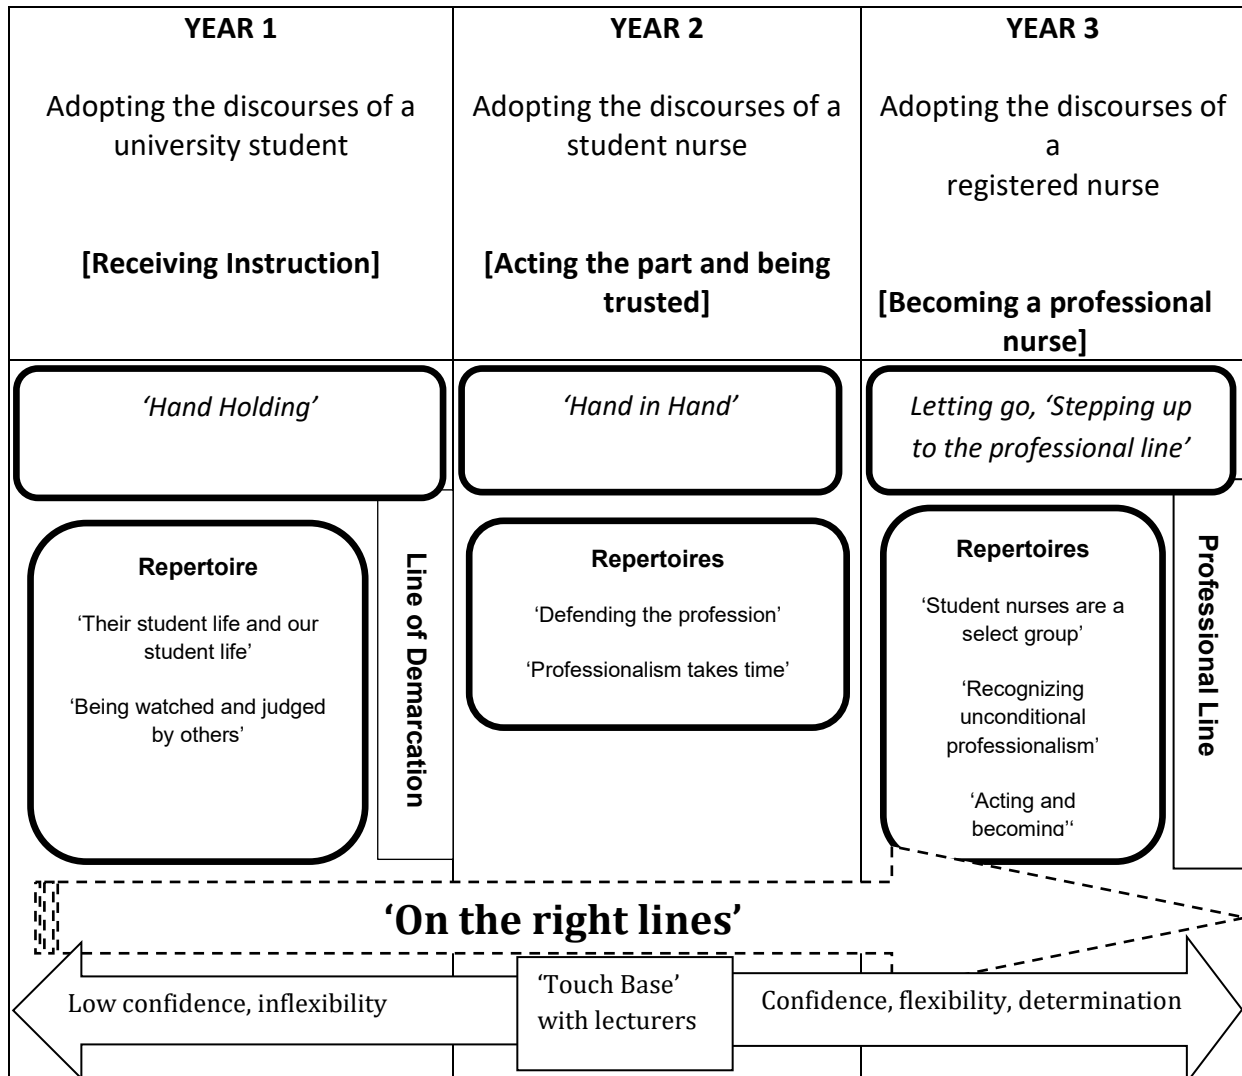 YEAR 1
Adopting the discourses of a
university student
[Receiving Instruction]
YEAR 2
Adopting the discourses of a
student nurse
[Acting the part and being
trusted]
YEAR 3
Adopting the discourses of
a
registered nurse
[Becoming a professional
nurse]
‘Hand Holding’
‘Hand in Hand’
Letting go, ‘Stepping up
to the professional line’
Repertoire
‘Their student life and our
student life’
‘Being watched and judged
by others’
Line of Demarcation
Repertoires
‘Defending the profession’
‘Professionalism takes time’
Repertoires
‘Student nurses are a
select group’
‘Recognizing
unconditional
professionalism’
‘Acting and
becoming’‘
Professional Line
‘On the right lines’
Low confidence, inflexibility
‘Touch Base’
with lecturers
Confidence, flexibility, determination